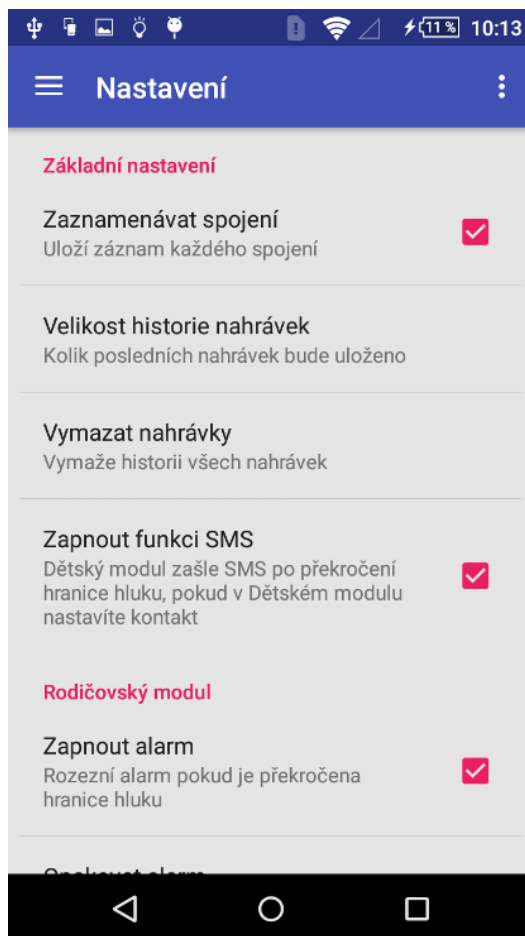 11%
10:13
Nastavení
Základní nastavení
Zaznamenávat spojení
Uloží záznam každého spojení
Velikost historie nahrávek
Kolik posledních nahrávek bude uloženo
Vymazat nahrávky
Vymaže historii všech nahrávek
Zapnout funkci SMS
Dětský modul zašle SMS po překročení
hranice hluku, pokud v Dětském modulu
nastavíte kontakt
Rodičovský modul
Zapnout alarm
Rozezní alarm pokud je překročena
hranice hluku
Opakovat alarm